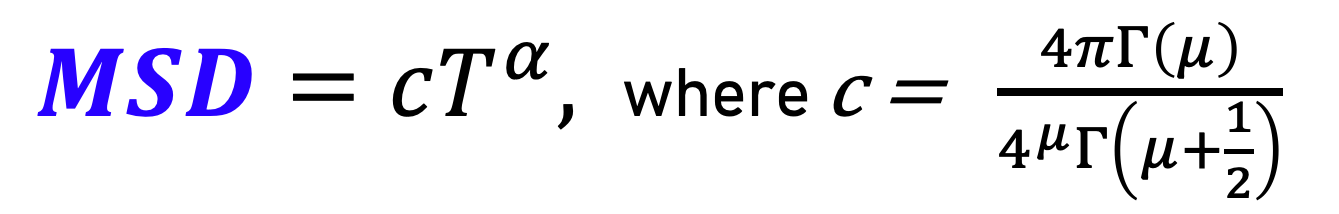 MSD = cT^α, where c = 4πΓ(μ) / 4^μ Γ(μ+1/2)